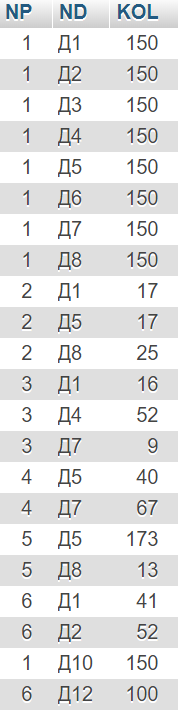 NP ND KOL
1 Д1 150
1 Д2 150
1 Д3 150
1 Д4 150
1 Д5 150
1 Д6 150
1 Д7 150
1 Д8 150
2 Д1 17
2 Д5 17
2 Д8 25
3 Д1 16
3 Д4 52
3 Д7 9
4 Д5 40
4 Д7 67
5 Д5 173
5 Д8 13
6 Д1 41
6 Д2 52
1 Д10 150
6 Д12 100